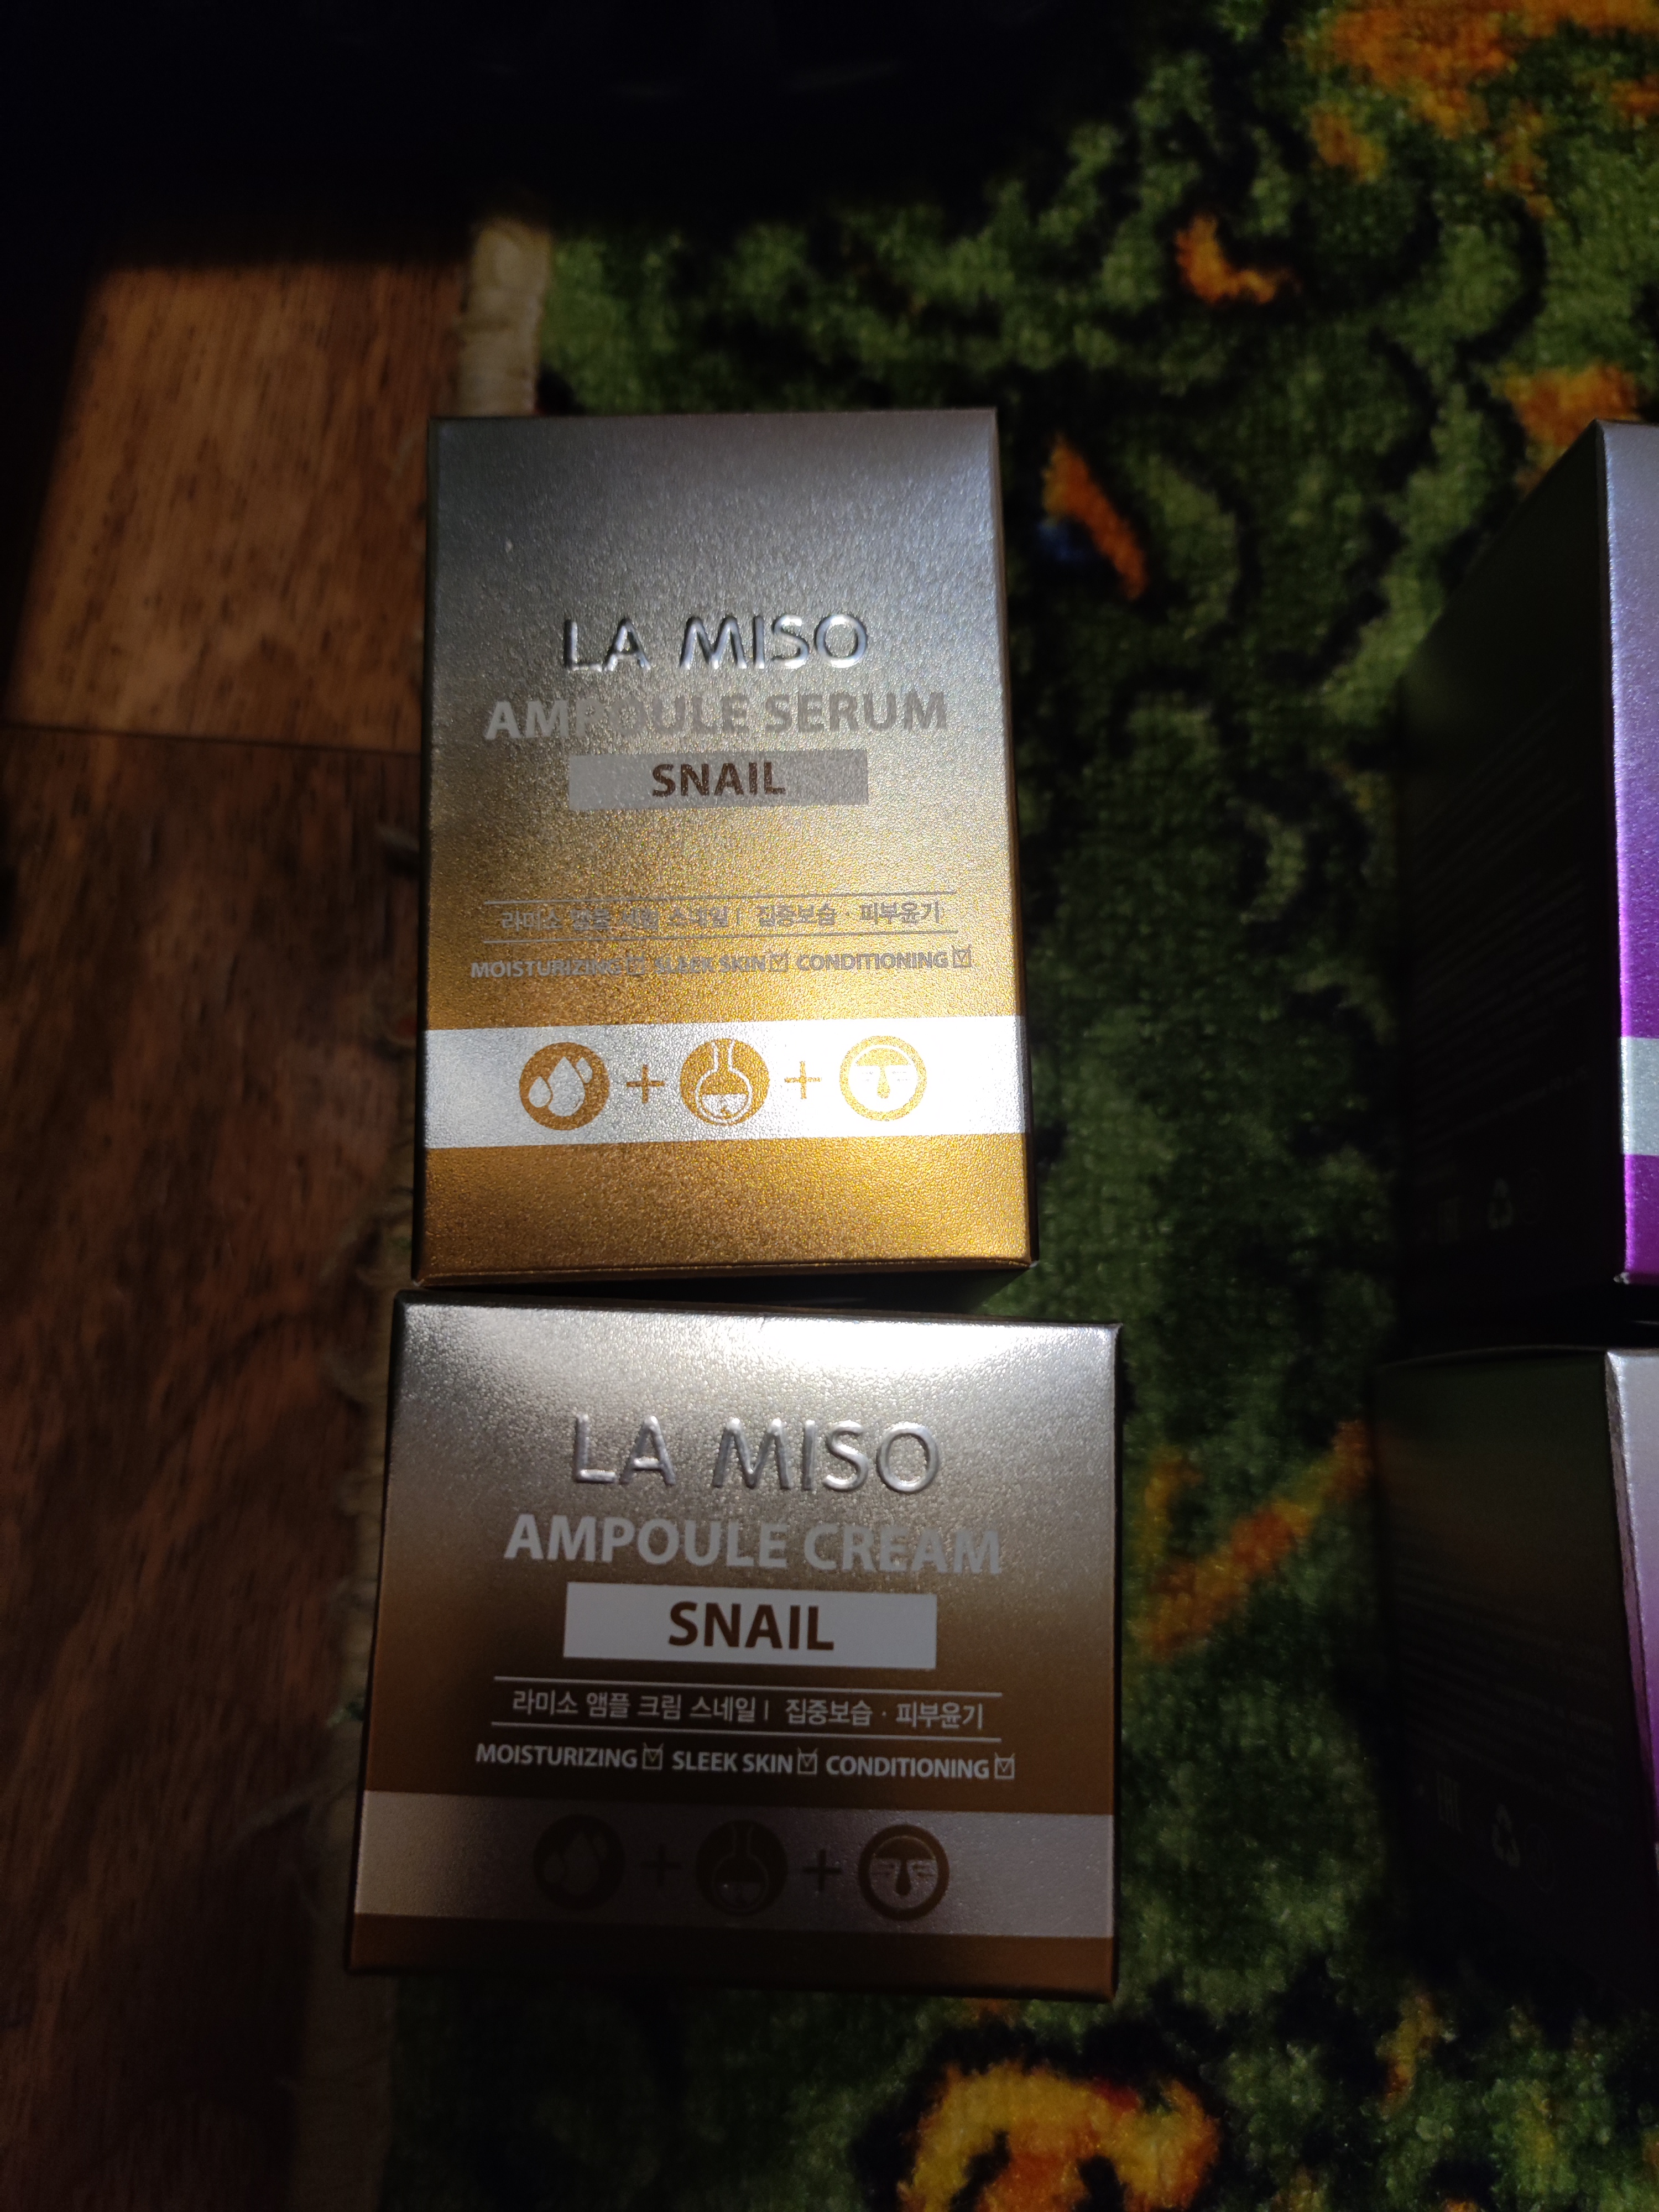 LA MISO
AMPOULE SERUM
SNAIL
라미소 앰플 세럼 스네일 | 집중보습 · 피부윤기
MOISTURIZING ☑ SLEEK SKIN ☑ CONDITIONING ☑
LA MISO
AMPOULE CREAM
SNAIL
라미소 앰플 크림 스네일 | 집중보습 · 피부윤기
MOISTURIZING ☑ SLEEK SKIN ☑ CONDITIONING ☑